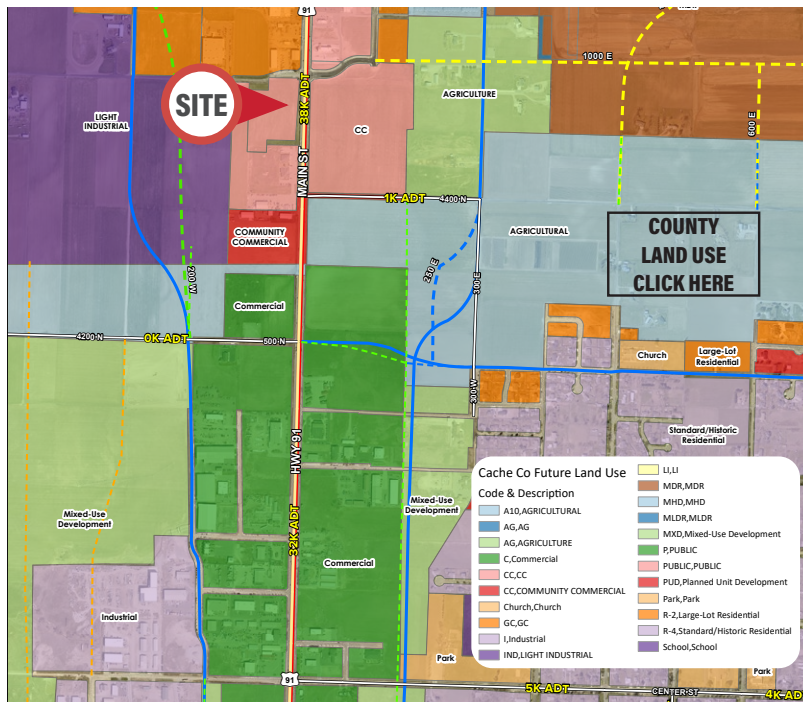 91
1000 E
SITE
38K ADT
AGRICULTURE
LIGHT
INDUSTRIAL
CC
600 E
MAIN ST
1K ADT
4400 N
COMMUNITY
COMMERCIAL
AGRICULTURAL
COUNTY
LAND USE
CLICK HERE
200 W
250 E
300 E
Commercial
4200 N
0K ADT
500 N
Church
Large-Lot
Residential
300 W
Standard/Historic
Residential
HWY 91
Mixed-Use
Development
Mixed-Use
Development
32K ADT
Commercial
Industrial
Park
Park
91
5K ADT
CENTER ST
4K AD
Cache Co Future Land Use
Code & Description
A10,AGRICULTURAL
AG,AG
AG,AGRICULTURE
C,Commercial
CC,CC
CC,COMMUNITY COMMERCIAL
Church,Church
GC,GC
I,Industrial
IND,LIGHT INDUSTRIAL
LI,LI
MDR,MDR
MHD,MHD
MLDR,MLDR
MXD,Mixed-Use Development
P,PUBLIC
PUBLIC,PUBLIC
PUD,Planned Unit Development
Park,Park
R-2,Large-Lot Residential
R-4,Standard/Historic Residential
School,School